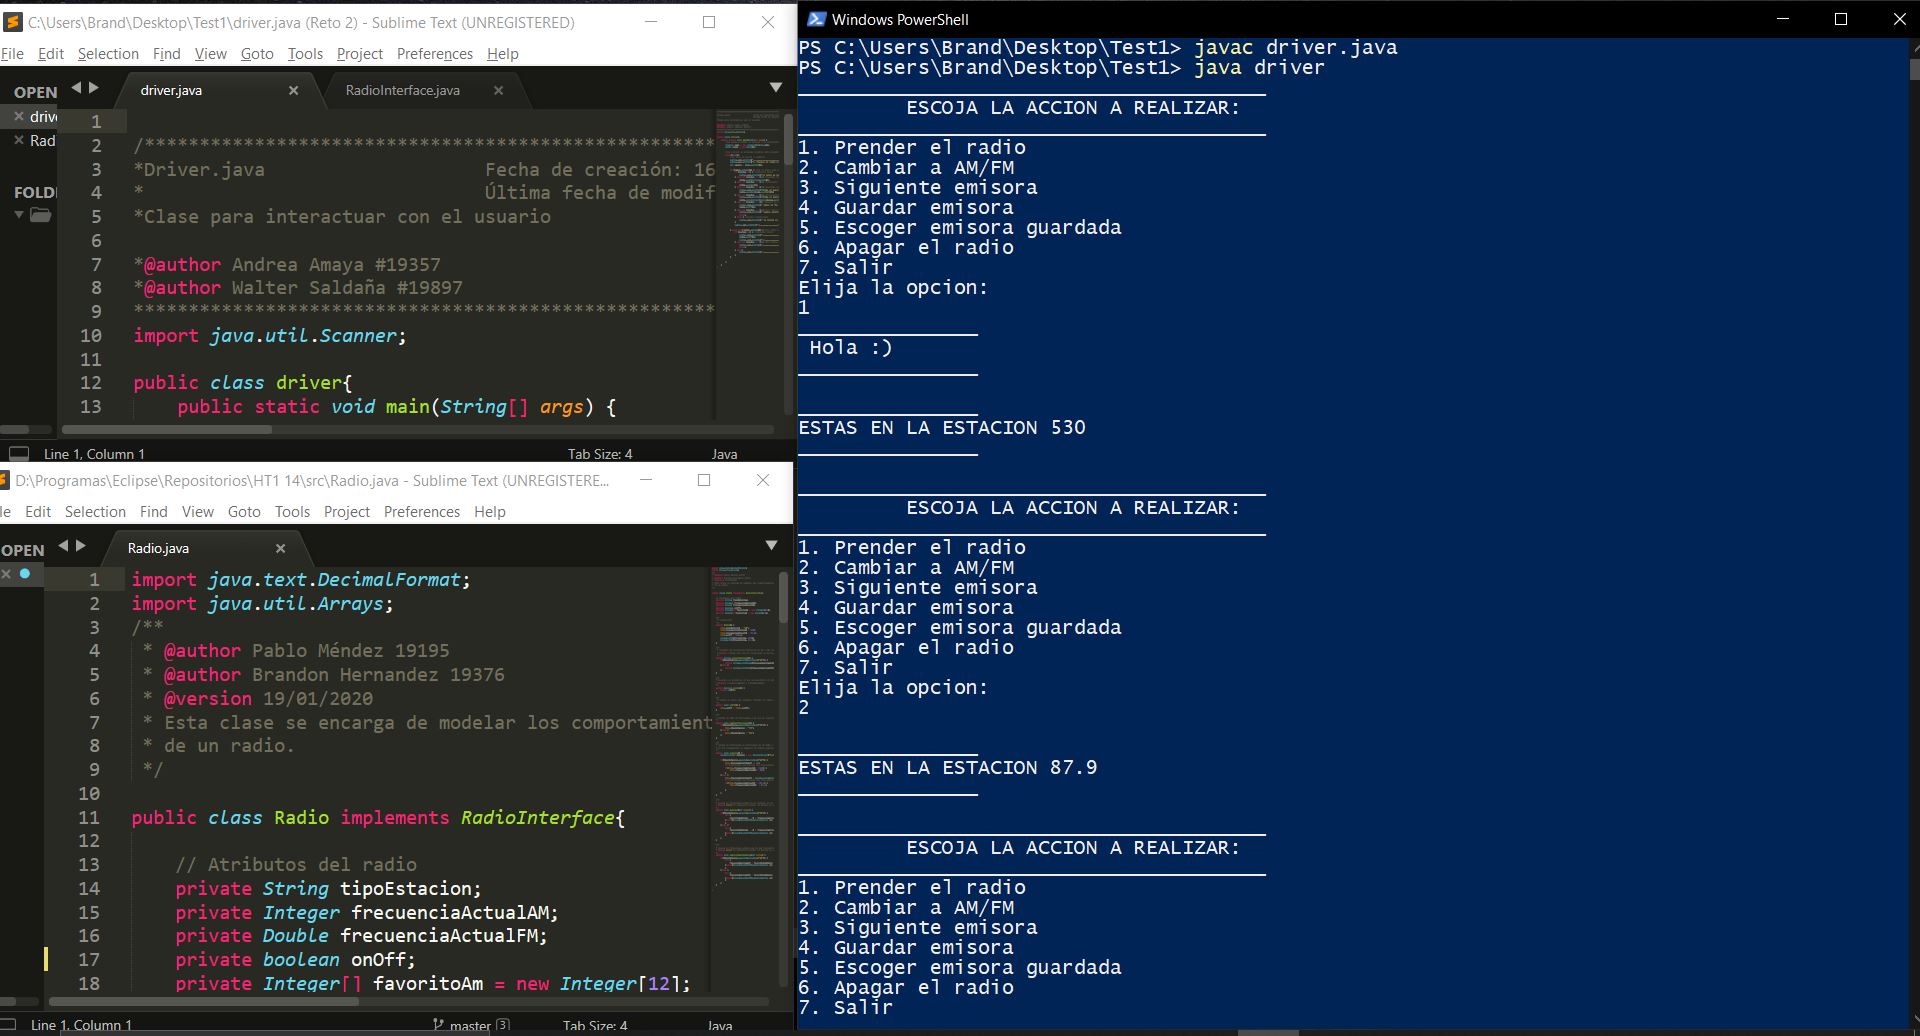 C:\Users\Brand\Desktop\Test1\driver.java (Reto 2) - Sublime Text (UNREGISTERED)
File Edit Selection Find View Goto Tools Project Preferences Help
OPEN
driver.java
RadioInterface.java
driv
Rad
FOLD
1
2 /****************************************************
3 *Driver.java Fecha de creación: 16
4 * Última fecha de modif
5 *Clase para interactuar con el usuario
6
7 *@author Andrea Amaya #19357
8 *@author Walter Saldaña #19897
9 *****************************************************
10 import java.util.Scanner;
11
12 public class driver{
13 public static void main(String[] args) {
Line 1, Column 1 Tab Size: 4 Java
D:\Programas\Eclipse\Repositorios\HT1 14\src\Radio.java - Sublime Text (UNREGISTERE...
le Edit Selection Find View Goto Tools Project Preferences Help
OPEN
Radio.java
1 import java.text.DecimalFormat;
2 import java.util.Arrays;
3 /**
4 * @author Pablo Méndez 19195
5 * @author Brandon Hernandez 19376
6 * @version 19/01/2020
7 * Esta clase se encarga de modelar los comportamient
8 * de un radio.
9 */
10
11 public class Radio implements RadioInterface{
12
13 // Atributos del radio
14 private String tipoEstacion;
15 private Integer frecuenciaActualAM;
16 private Double frecuenciaActualFM;
17 private boolean onOff;
18 private Integer[] favoritoAm = new Integer[12];
Line 1, Column 1 master 3 Tab Size: 4 Java
Windows PowerShell
PS C:\Users\Brand\Desktop\Test1> javac driver.java
PS C:\Users\Brand\Desktop\Test1> java driver
_______________________________________
ESCOJA LA ACCION A REALIZAR:
_______________________________________
1. Prender el radio
2. Cambiar a AM/FM
3. Siguiente emisora
4. Guardar emisora
5. Escoger emisora guardada
6. Apagar el radio
7. Salir
Elija la opcion:
1
_______________
Hola :)
_______________
_______________
ESTAS EN LA ESTACION 530
_______________
_______________________________________
ESCOJA LA ACCION A REALIZAR:
_______________________________________
1. Prender el radio
2. Cambiar a AM/FM
3. Siguiente emisora
4. Guardar emisora
5. Escoger emisora guardada
6. Apagar el radio
7. Salir
Elija la opcion:
2
_______________
ESTAS EN LA ESTACION 87.9
_______________
_______________________________________
ESCOJA LA ACCION A REALIZAR:
_______________________________________
1. Prender el radio
2. Cambiar a AM/FM
3. Siguiente emisora
4. Guardar emisora
5. Escoger emisora guardada
6. Apagar el radio
7. Salir